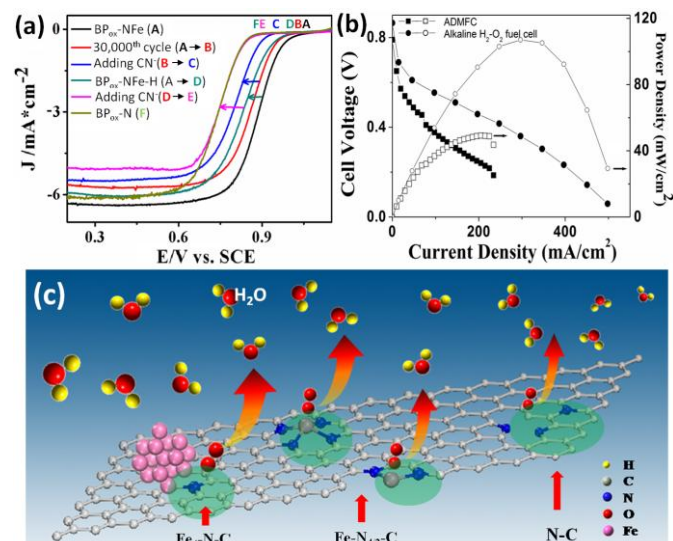 (a)
FE C DBA
BPox-NFe (A)
30,000th cycle (A → B)
Adding CN-(B → C)
BPox-NFe-H (A → D)
Adding CN-(D → E)
BPox-N (F)
J /mA*cm-2
0
-3
-6
0.3 0.6 0.9
E/V vs. SCE
(b)
ADMFC
Alkaline H2-O2 fuel cell
Cell Voltage (V)
0.8
0.4
0.0
Power Density (mW/cm2)
120
80
40
0
0 200 400 600
Current Density (mA/cm2)
(c)
H2O
N-C
H
C
N
O
Fe